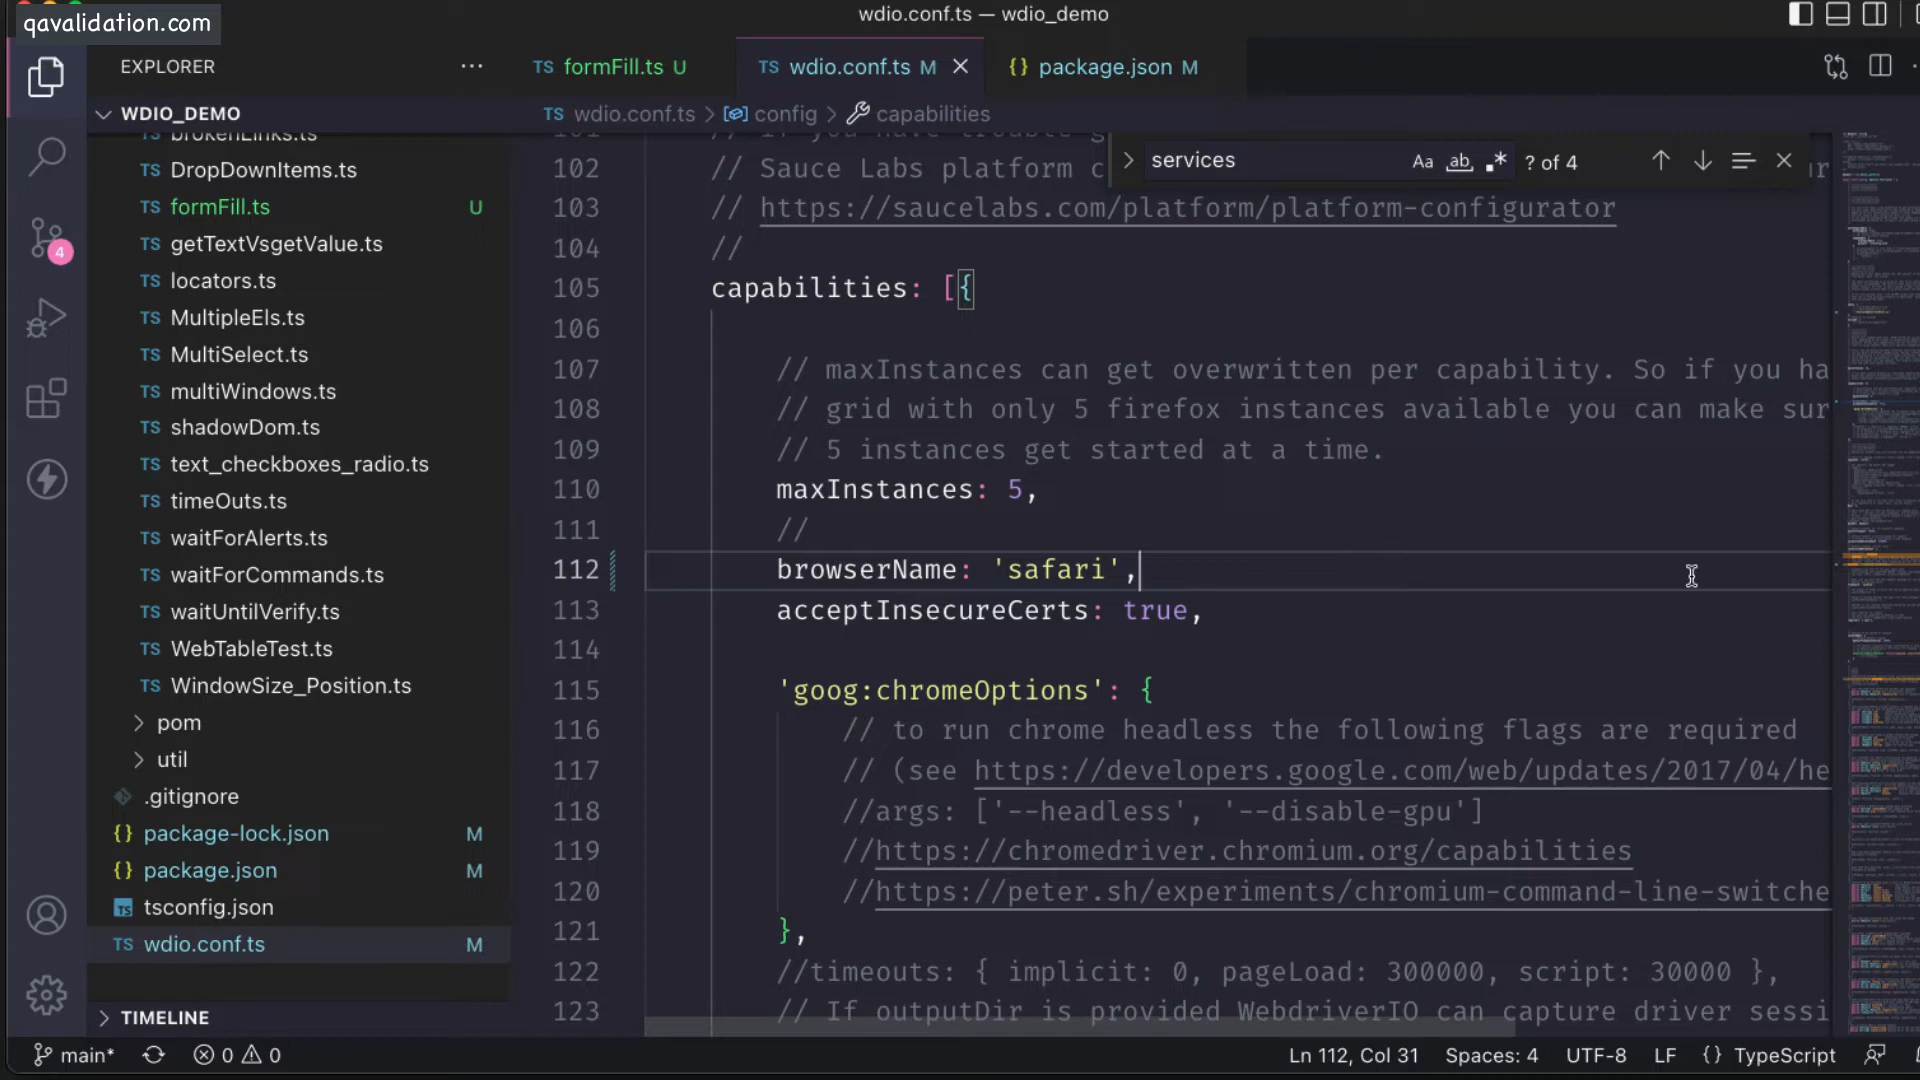 qavalidation.com
wdio.conf.ts — wdio_demo
EXPLORER
TS formFill.ts U
TS wdio.conf.ts M
{} package.json M
WDIO_DEMO
TS wdio.conf.ts > config > capabilities
TS brokenLinks.ts
TS DropDownItems.ts
TS formFill.ts U
TS getTextVsgetValue.ts
TS locators.ts
TS MultipleEls.ts
TS MultiSelect.ts
TS multiWindows.ts
TS shadowDom.ts
TS text_checkboxes_radio.ts
TS timeOuts.ts
TS waitForAlerts.ts
TS waitForCommands.ts
TS waitUntilVerify.ts
TS WebTableTest.ts
TS WindowSize_Position.ts
> pom
> util
.gitignore
{} package-lock.json M
{} package.json M
TS tsconfig.json
TS wdio.conf.ts M
> TIMELINE
4
services
Aa ab .* ? of 4
101 // If you have trouble g
102 // Sauce Labs platform c ur
103 // https://saucelabs.com/platform/platform-configurator
104 //
105 capabilities: [{
106
107 // maxInstances can get overwritten per capability. So if you ha
108 // grid with only 5 firefox instances available you can make sur
109 // 5 instances get started at a time.
110 maxInstances: 5,
111 //
112 browserName: 'safari',
113 acceptInsecureCerts: true,
114
115 'goog:chromeOptions': {
116 // to run chrome headless the following flags are required
117 // (see https://developers.google.com/web/updates/2017/04/he
118 //args: ['--headless', '--disable-gpu']
119 //https://chromedriver.chromium.org/capabilities
120 //https://peter.sh/experiments/chromium-command-line-switche
121 },
122 //timeouts: { implicit: 0, pageLoad: 300000, script: 30000 },
123 // If outputDir is provided WebdriverIO can capture driver sessi
main* 0 0
Ln 112, Col 31 Spaces: 4 UTF-8 LF {} TypeScript